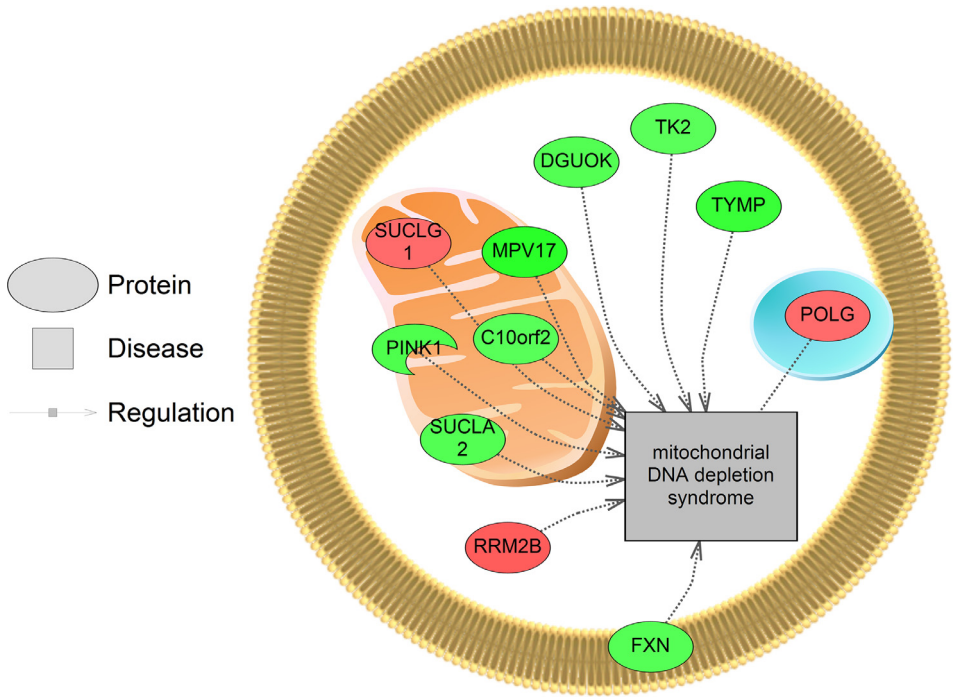 Protein
Disease
Regulation
TK2
DGUOK
TYMP
SUCLG
1
MPV17
POLG
C10orf2
PINK1
SUCLA
2
mitochondrial
DNA depletion
syndrome
RRM2B
FXN